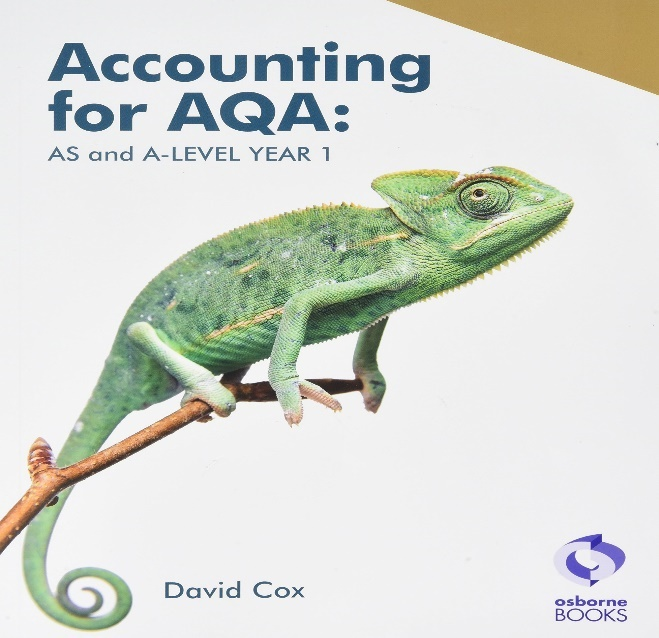 Accounting
for AQA:
AS and A-LEVEL YEAR 1
David Cox
osborne
BOOKS